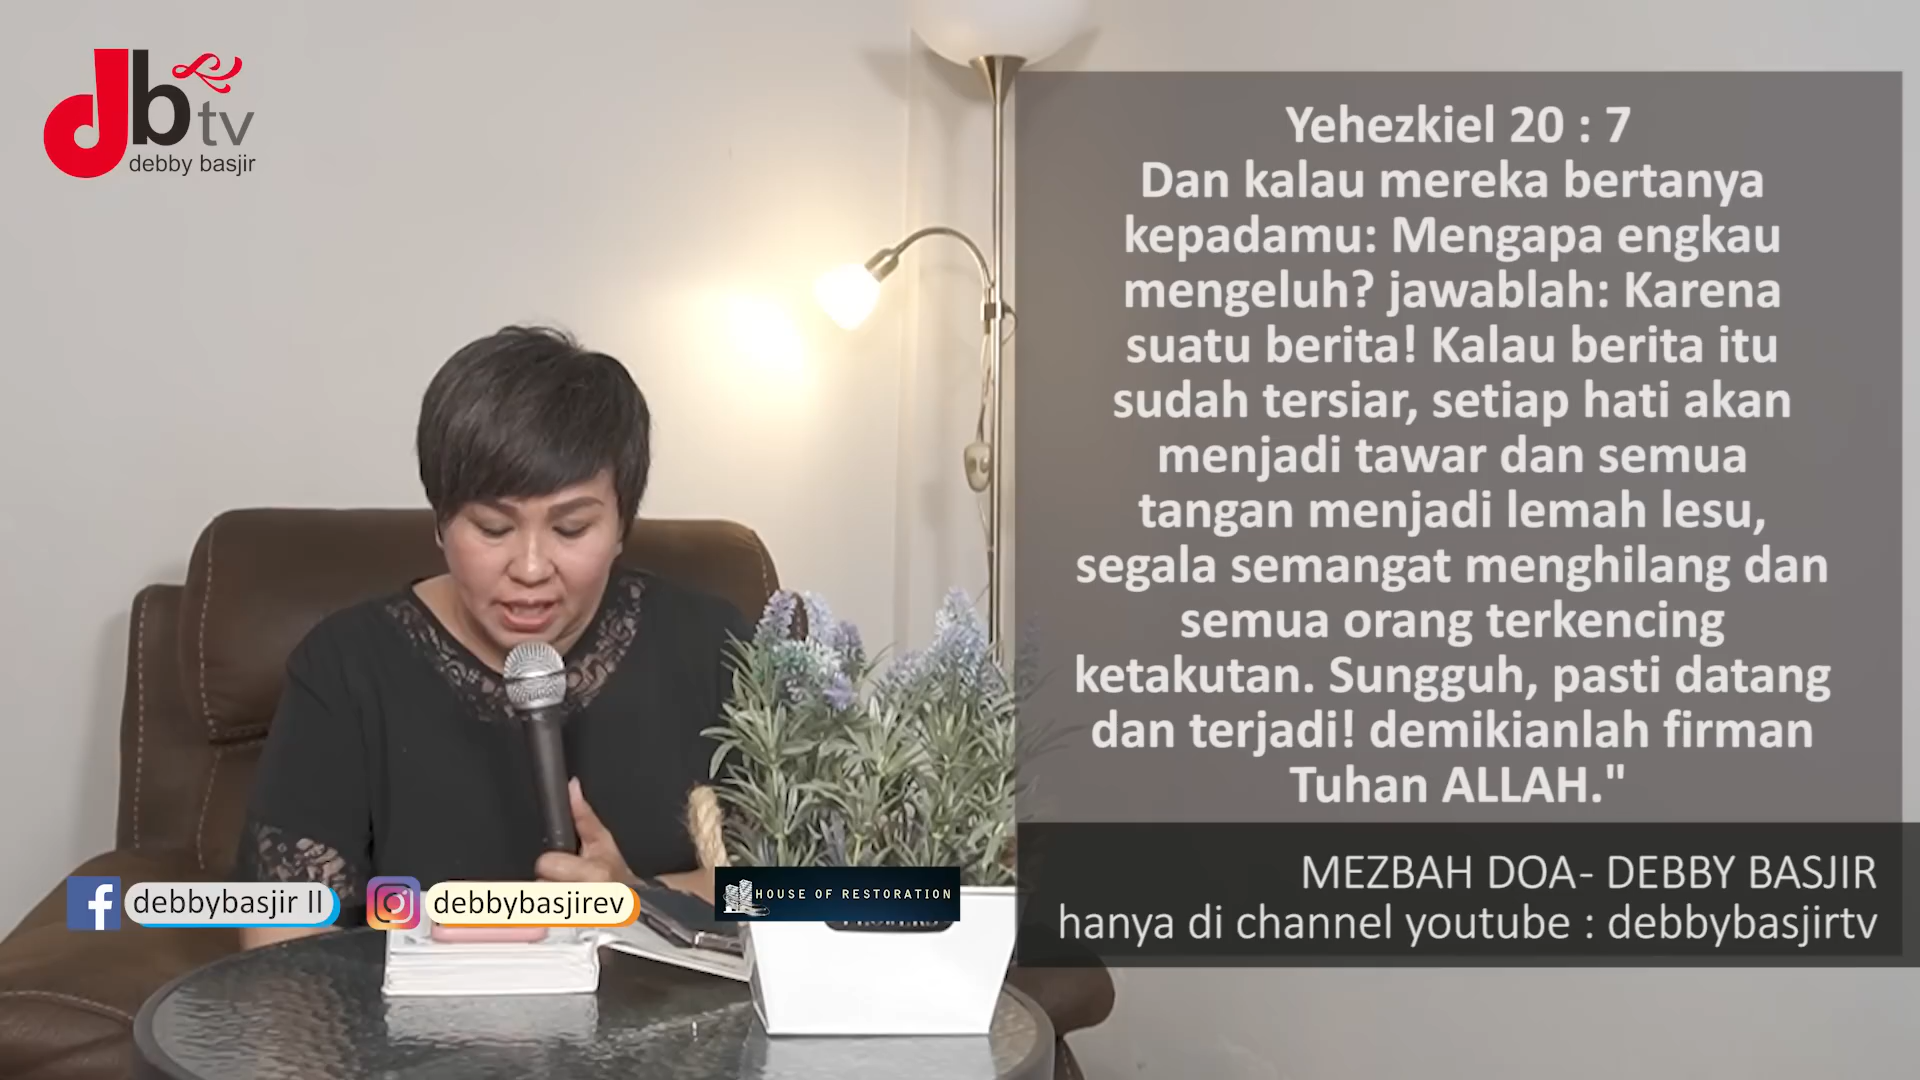 db tv
debby basjir
Yehezkiel 20 : 7
Dan kalau mereka bertanya
kepadamu: Mengapa engkau
mengeluh? jawablah: Karena
suatu berita! Kalau berita itu
sudah tersiar, setiap hati akan
menjadi tawar dan semua
tangan menjadi lemah lesu,
segala semangat menghilang dan
semua orang terkencing
ketakutan. Sungguh, pasti datang
dan terjadi! demikianlah firman
Tuhan ALLAH."
MEZBAH DOA- DEBBY BASJIR
hanya di channel youtube : debbybasjirtv
debbybasjir II
debbybasjirev
HOUSE OF RESTORATION